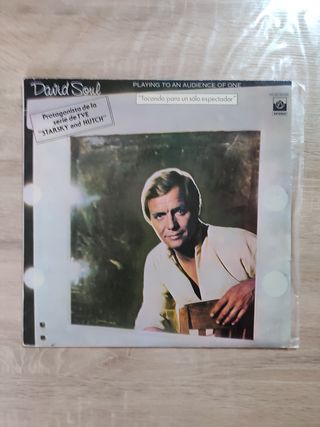 David Soul
PLAYING TO AN AUDIENCE OF ONE
"Tocando para un solo espectador"
Protagonista de la
serie de TVE
"STARSKY and HUTCH"